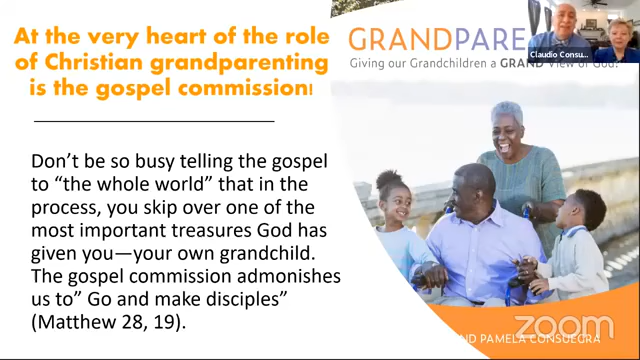 At the very heart of the role
of Christian grandparenting
is the gospel commission!
Don’t be so busy telling the gospel
to “the whole world” that in the
process, you skip over one of the
most important treasures God has
given you—your own grandchild.
The gospel commission admonishes
us to” Go and make disciples”
(Matthew 28, 19).
GRANDPARE
Giving our Grandchildren a GRAND View of God!
Claudio Consu...
ND PAMELA CONSUEGRA
zoom